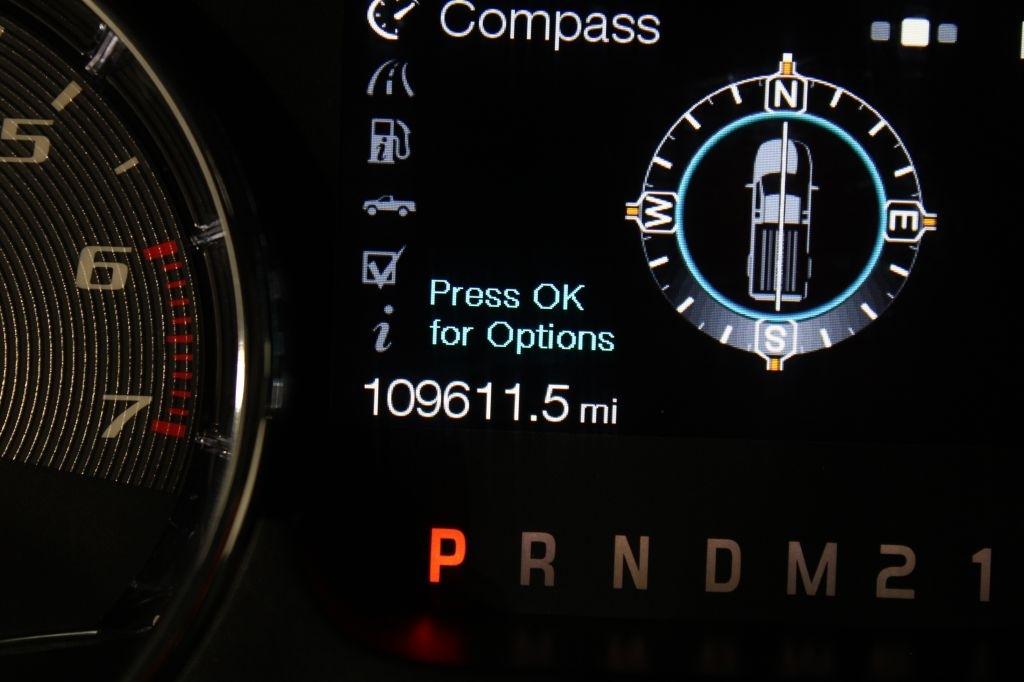 Compass
N
W
E
S
Press OK
for Options
109611.5 mi
5
6
7
P R N D M 2 1